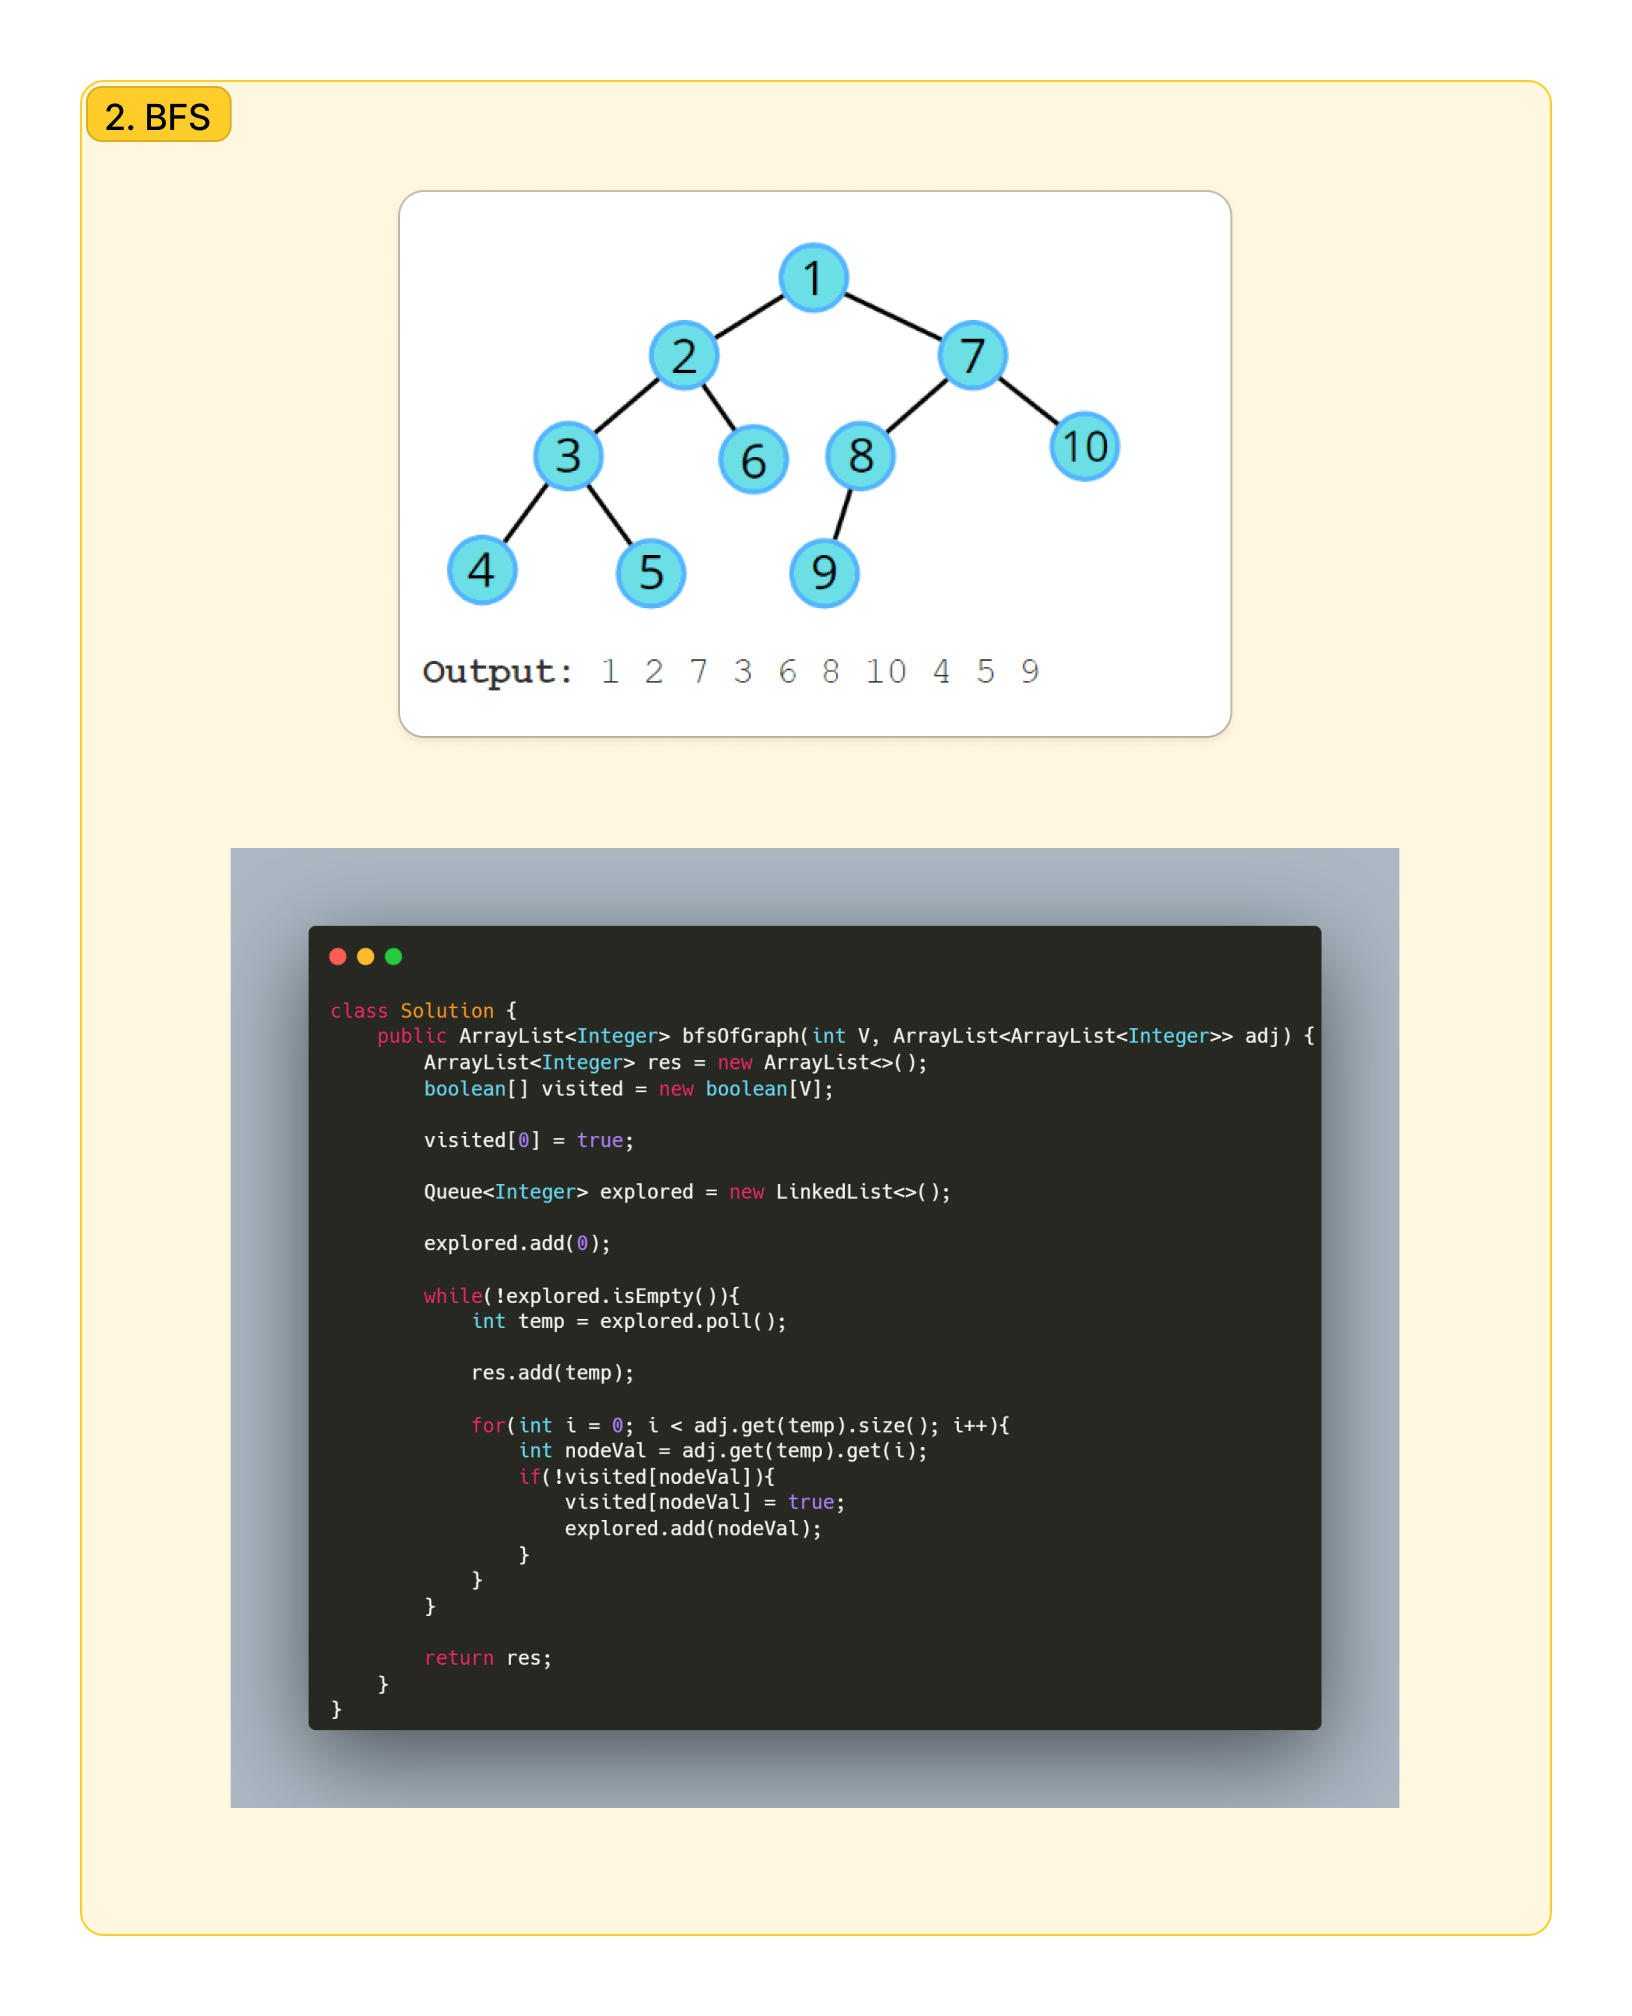 2. BFS
1
2
7
3
6
8
10
4
5
9
Output: 1 2 7 3 6 8 10 4 5 9
class Solution {
    public ArrayList<Integer> bfsOfGraph(int V, ArrayList<ArrayList<Integer>> adj) {
        ArrayList<Integer> res = new ArrayList<>();
        boolean[] visited = new boolean[V];
        visited[0] = true;
        Queue<Integer> explored = new LinkedList<>();
        explored.add(0);
        while(!explored.isEmpty()){
            int temp = explored.poll();
            res.add(temp);
            for(int i = 0; i < adj.get(temp).size(); i++){
                int nodeVal = adj.get(temp).get(i);
                if(!visited[nodeVal]){
                    visited[nodeVal] = true;
                    explored.add(nodeVal);
                }
            }
        }
        return res;
    }
}